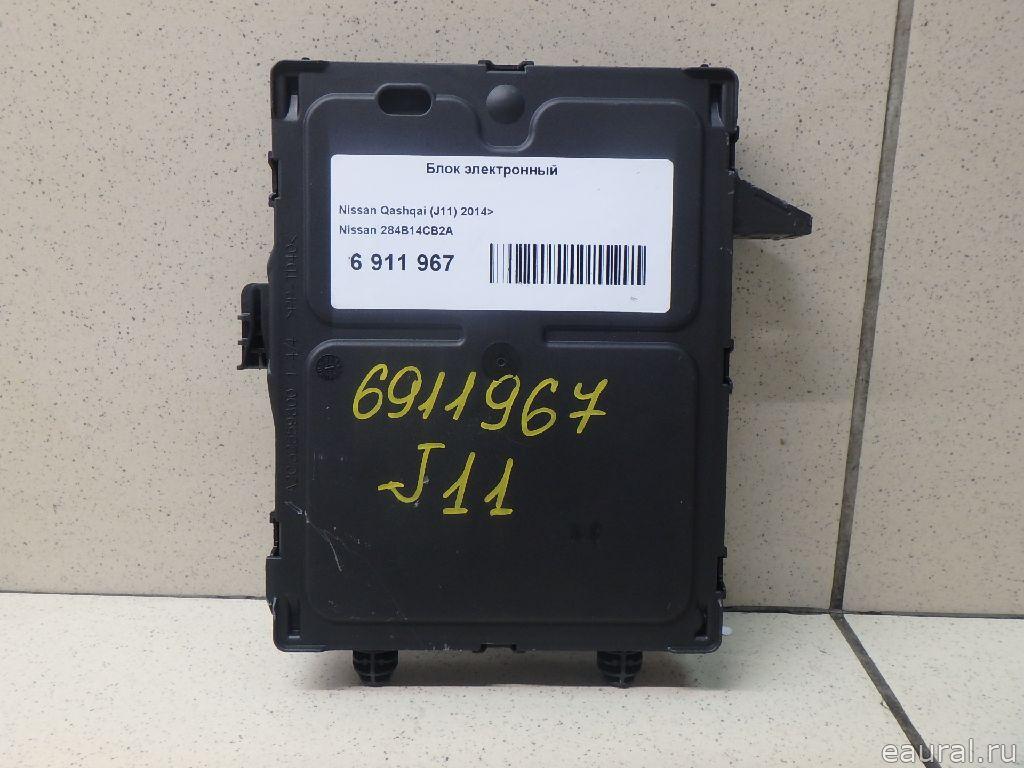 Блок электронный
Nissan Qashqai (J11) 2014>
Nissan 284B14CB2A
6 911 967
6911967
J11
eaural.ru